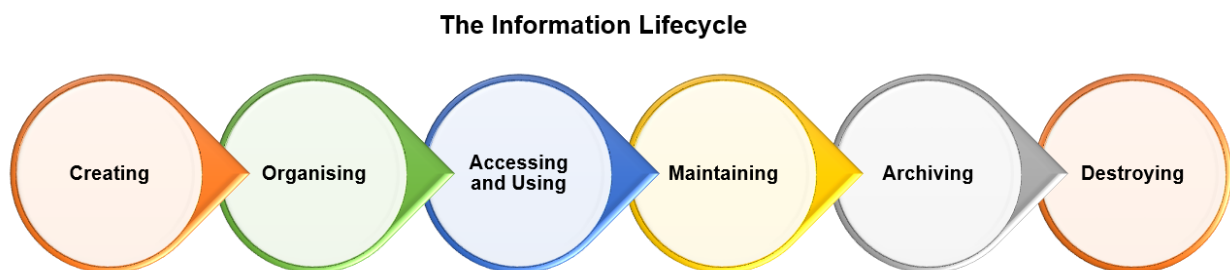 The Information Lifecycle
Creating
Organising
Accessing
and Using
Maintaining
Archiving
Destroying